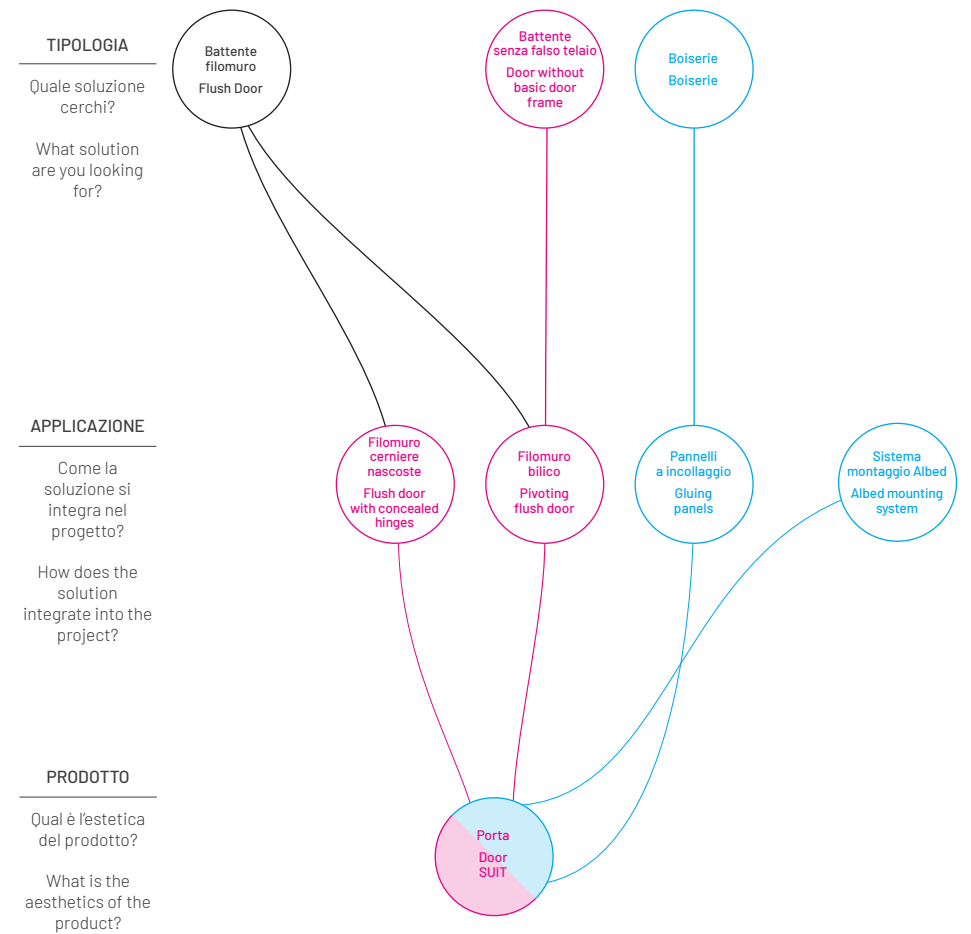 TIPOLOGIA
Quale soluzione
cerchi?
What solution
are you looking
for?
Battente
filomuro
Flush Door
Battente
senza falso telaio
Door without
basic door
frame
Boiserie
Boiserie
APPLICAZIONE
Come la
soluzione si
integra nel
progetto?
How does the
solution
integrate into the
project?
Filomuro
cerniere
nascoste
Flush door
with concealed
hinges
Filomuro
bilico
Pivoting
flush door
Pannelli
a incollaggio
Gluing
panels
Sistema
montaggio Albed
Albed mounting
system
PRODOTTO
Qual è l'estetica
del prodotto?
What is the
aesthetics of the
product?
Porta
Door
SUIT